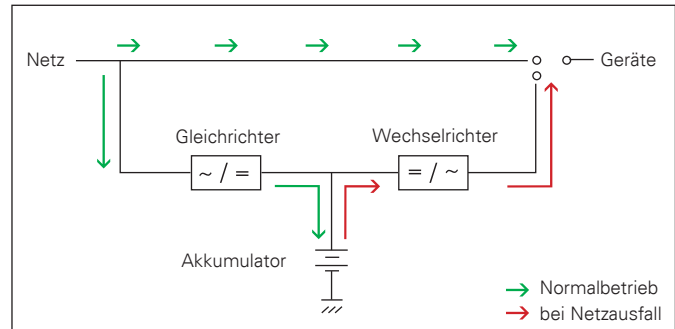 Netz
Geräte
Gleichrichter
Wechselrichter
~ / =
= / ~
Akkumulator
Normalbetrieb
bei Netzausfall